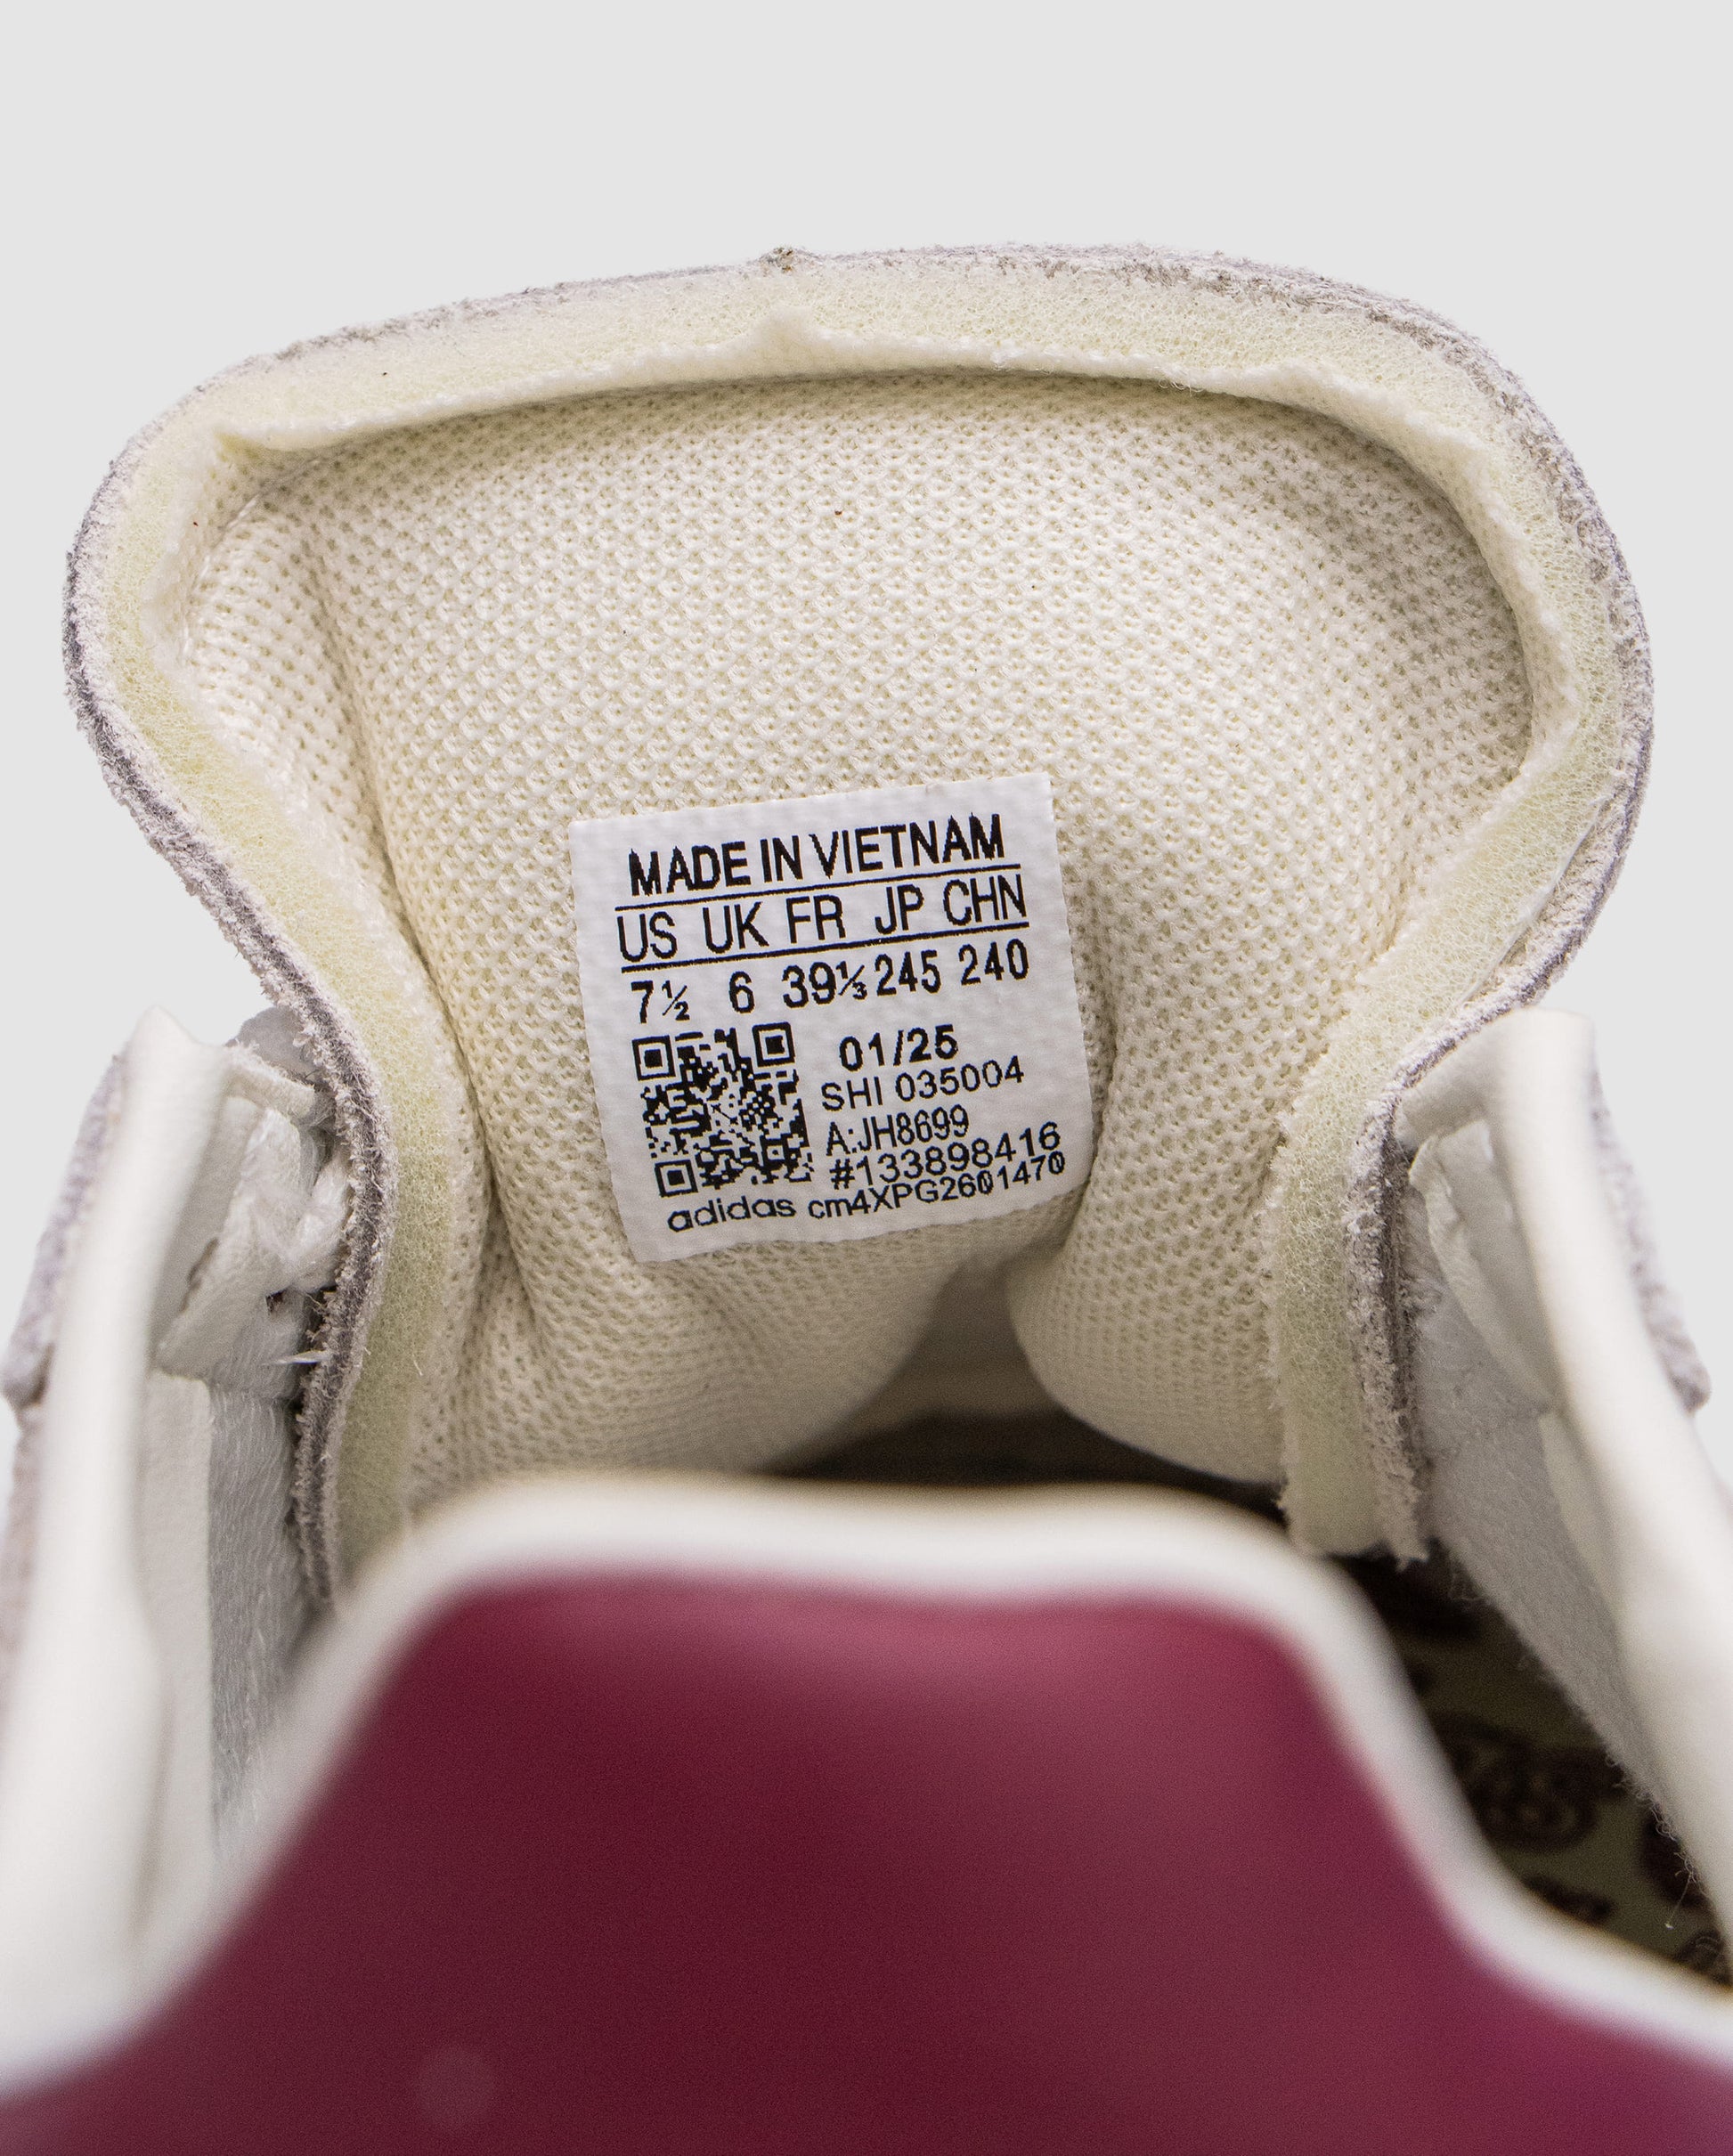 MADE IN VIETNAM
US UK FR JP CHN
7½ 6 39⅓ 245 240
01/25
SHI 035004
A:JH8699
#133898416
adidas cm4XPG2601470